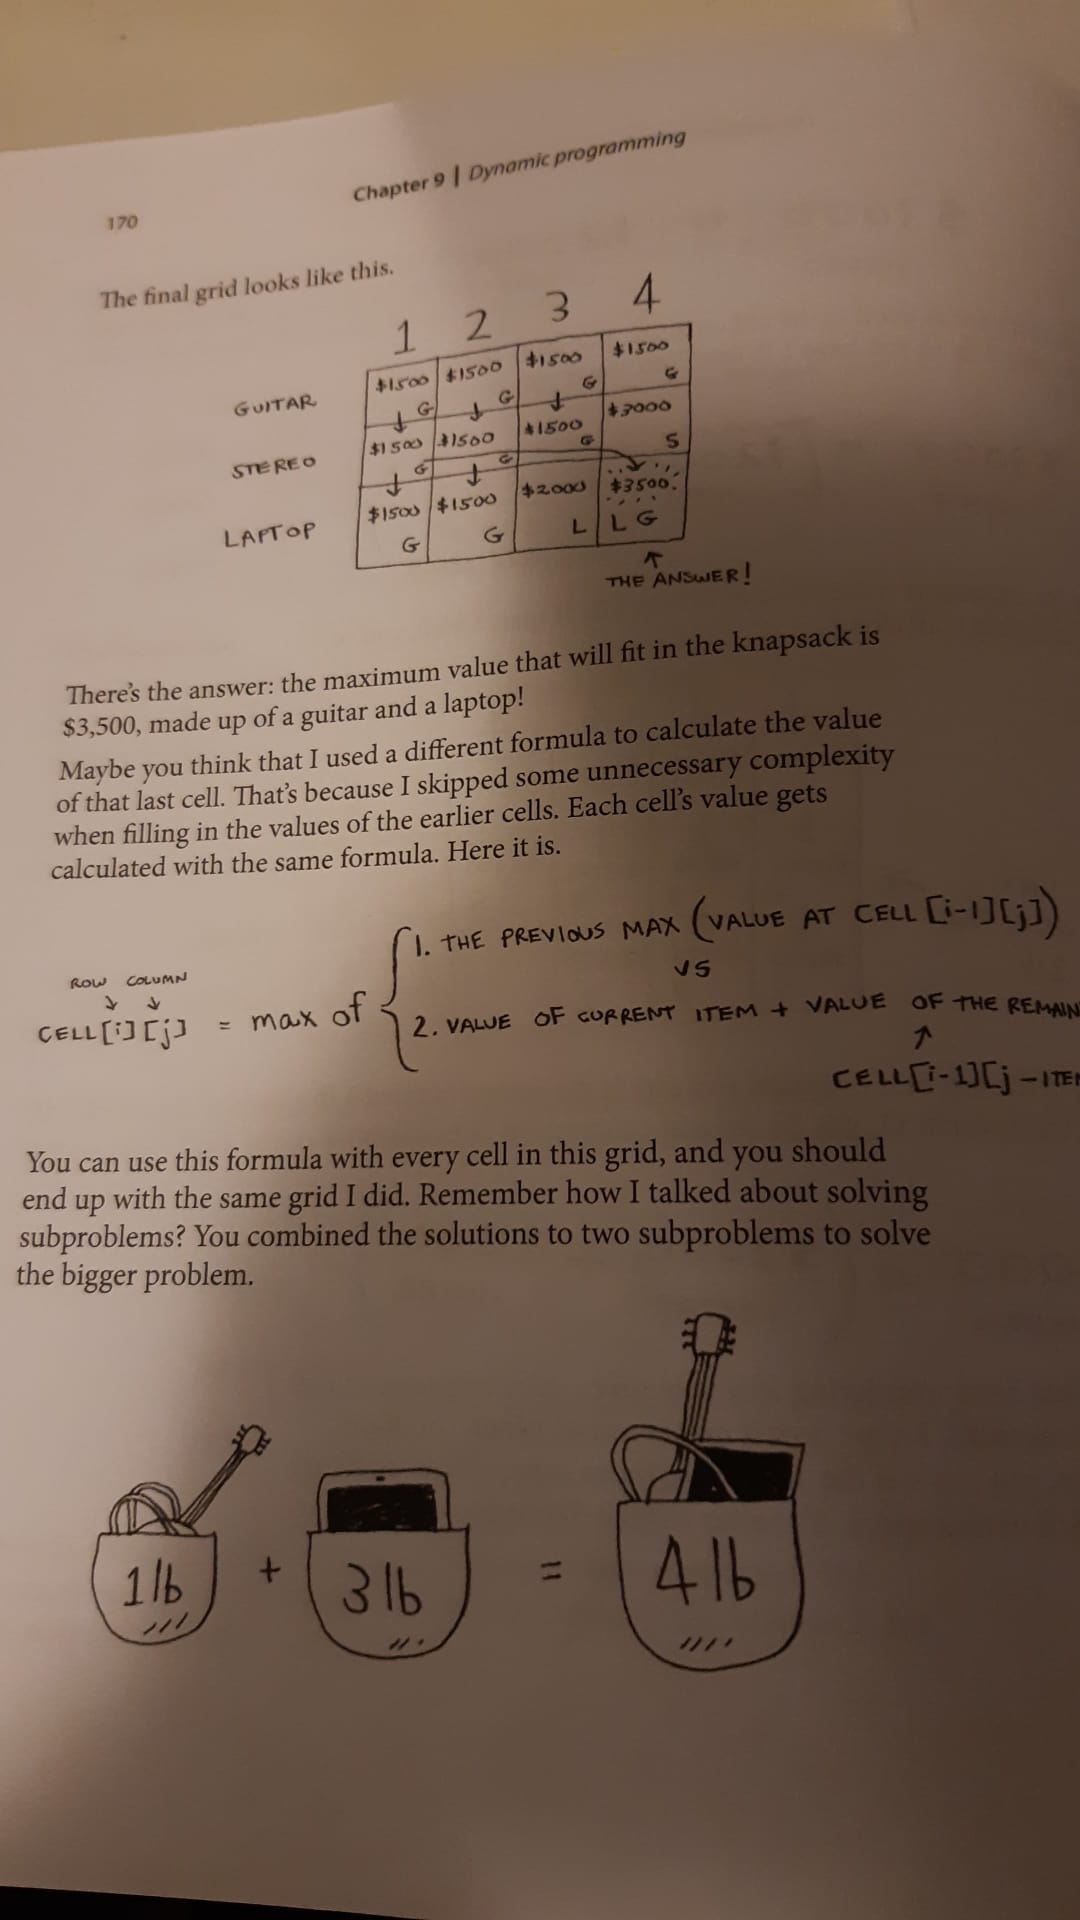 Chapter 9 | Dynamic programming
170
The final grid looks like this.
1 2 3 4
GUITAR $1500 G $1500 G $1500 G $1500 G
STEREO $1500 G $1500 G $1500 G $3000 S
LAPTOP $1500 G $1500 G $2000 L $3500 L G
THE ANSWER!
There's the answer: the maximum value that will fit in the knapsack is
$3,500, made up of a guitar and a laptop!
Maybe you think that I used a different formula to calculate the value
of that last cell. That's because I skipped some unnecessary complexity
when filling in the values of the earlier cells. Each cell's value gets
calculated with the same formula. Here it is.
1. THE PREVIOUS MAX (VALUE AT CELL [i-1][j])
VS
ROW COLUMN
CELL[i][j] = max of
2. VALUE OF CURRENT ITEM + VALUE OF THE REMAIN
CELL[i-1][j-ITE
You can use this formula with every cell in this grid, and you should
end up with the same grid I did. Remember how I talked about solving
subproblems? You combined the solutions to two subproblems to solve
the bigger problem.
1 lb + 3 lb = 4 lb